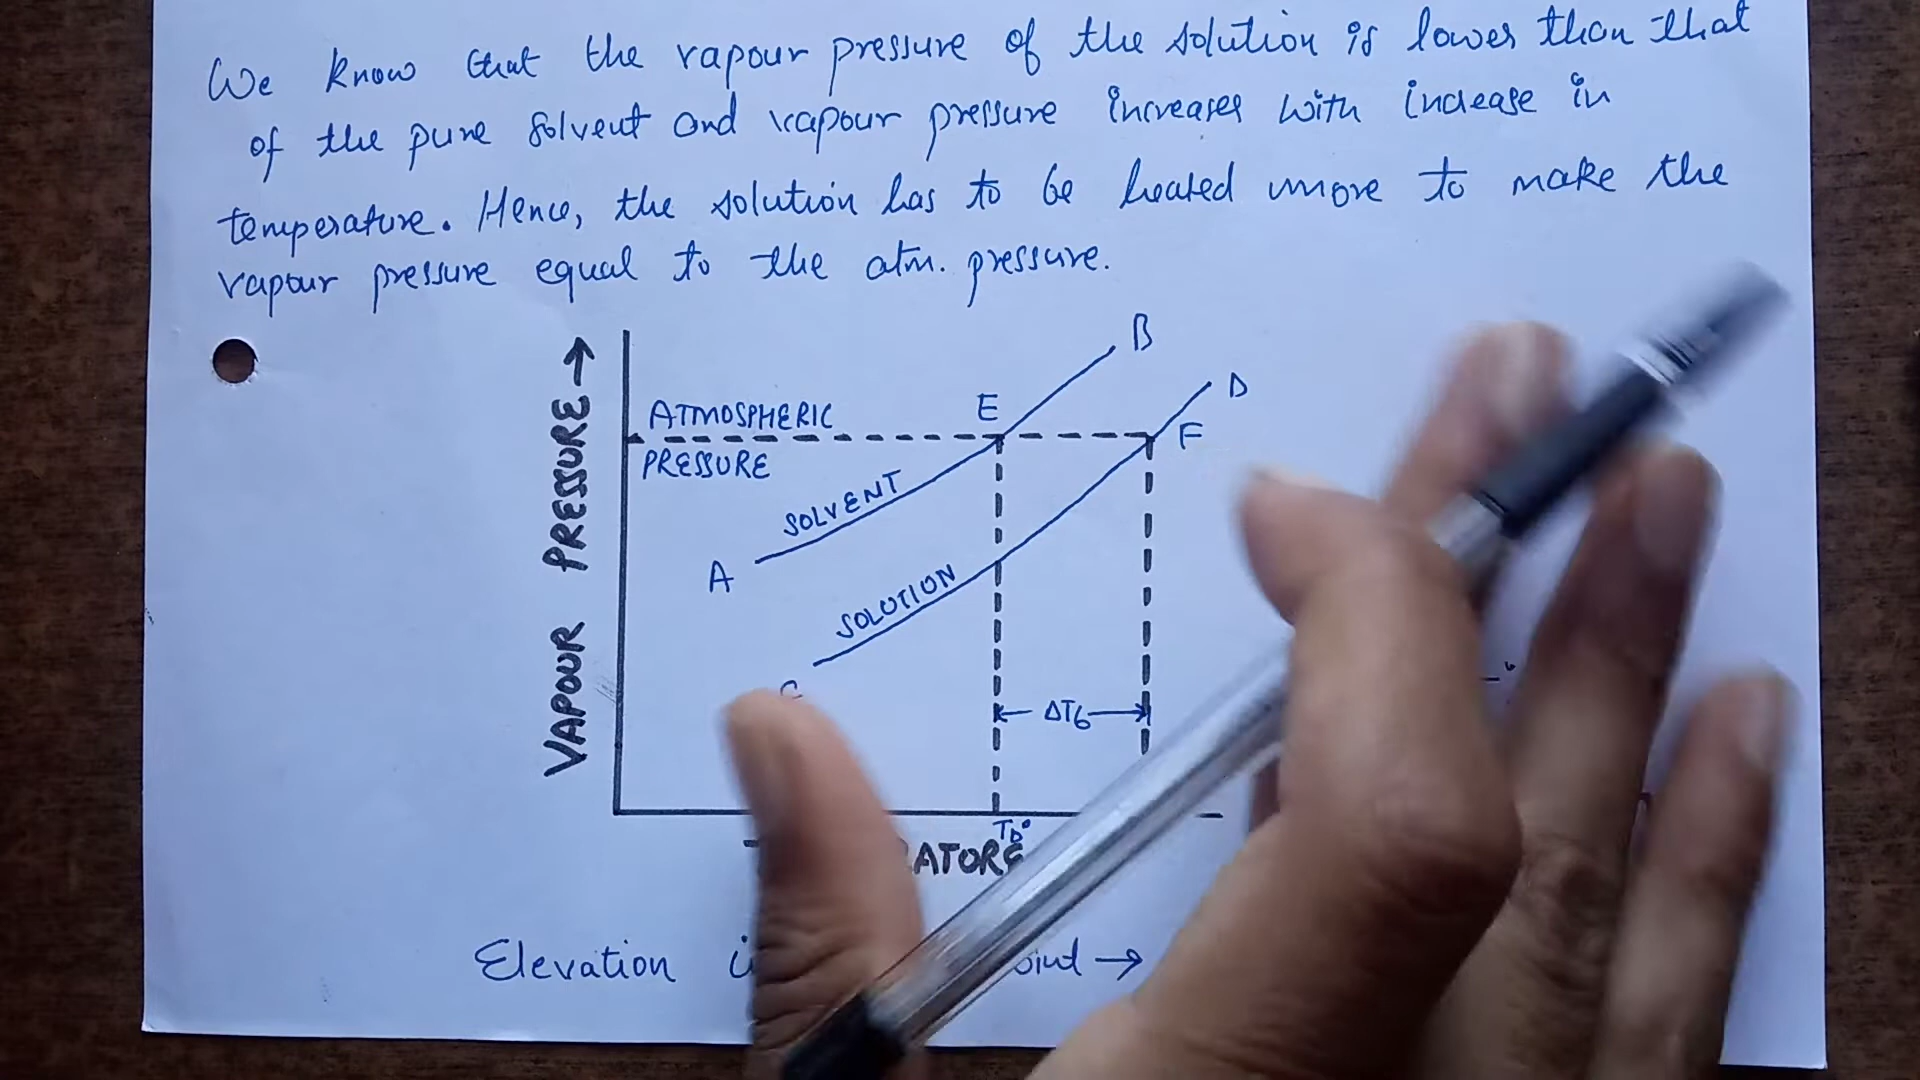 We know that the vapour pressure of the solution is lower than that
of the pure solvent and vapour pressure increases with increase in
temperature. Hence, the solution has to be heated more to make the
vapour pressure equal to the atm. pressure.
B
D
E
ATMOSPHERIC
F
PRESSURE
SOLVENT
A
SOLUTION
C
VAPOUR PRESSURE →
ΔTb
Tb°
Elevation